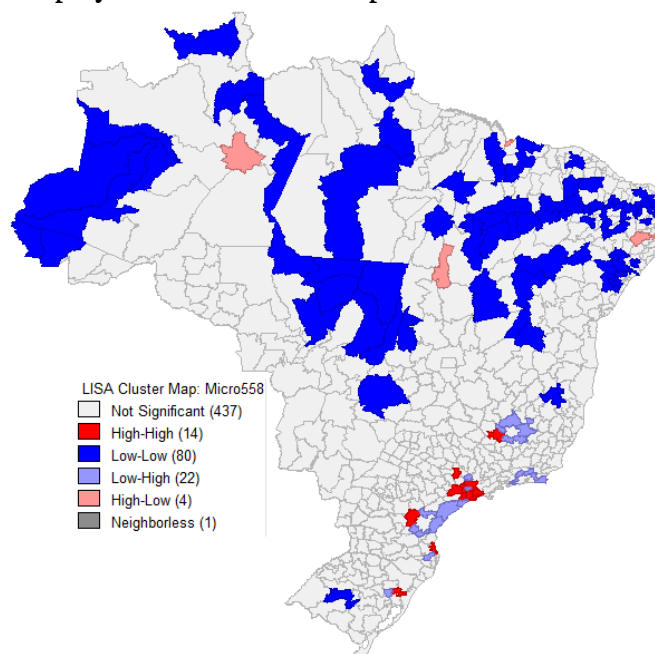 LISA Cluster Map: Micro558
Not Significant (437)
High-High (14)
Low-Low (80)
Low-High (22)
High-Low (4)
Neighborless (1)